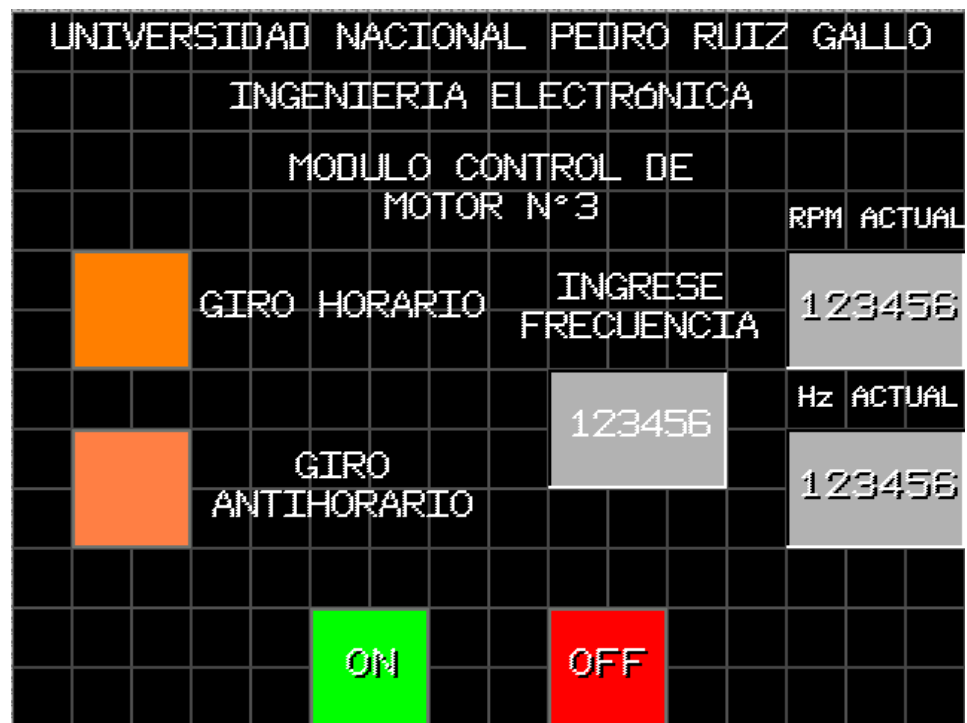 UNIVERSIDAD NACIONAL PEDRO RUIZ GALLO
INGENIERIA ELECTRóNICA
MODULO CONTROL DE
MOTOR N°3
RPM ACTUAL
GIRO HORARIO
INGRESE
FRECUENCIA
123456
Hz ACTUAL
123456
GIRO
ANTIHORARIO
123456
ON
OFF